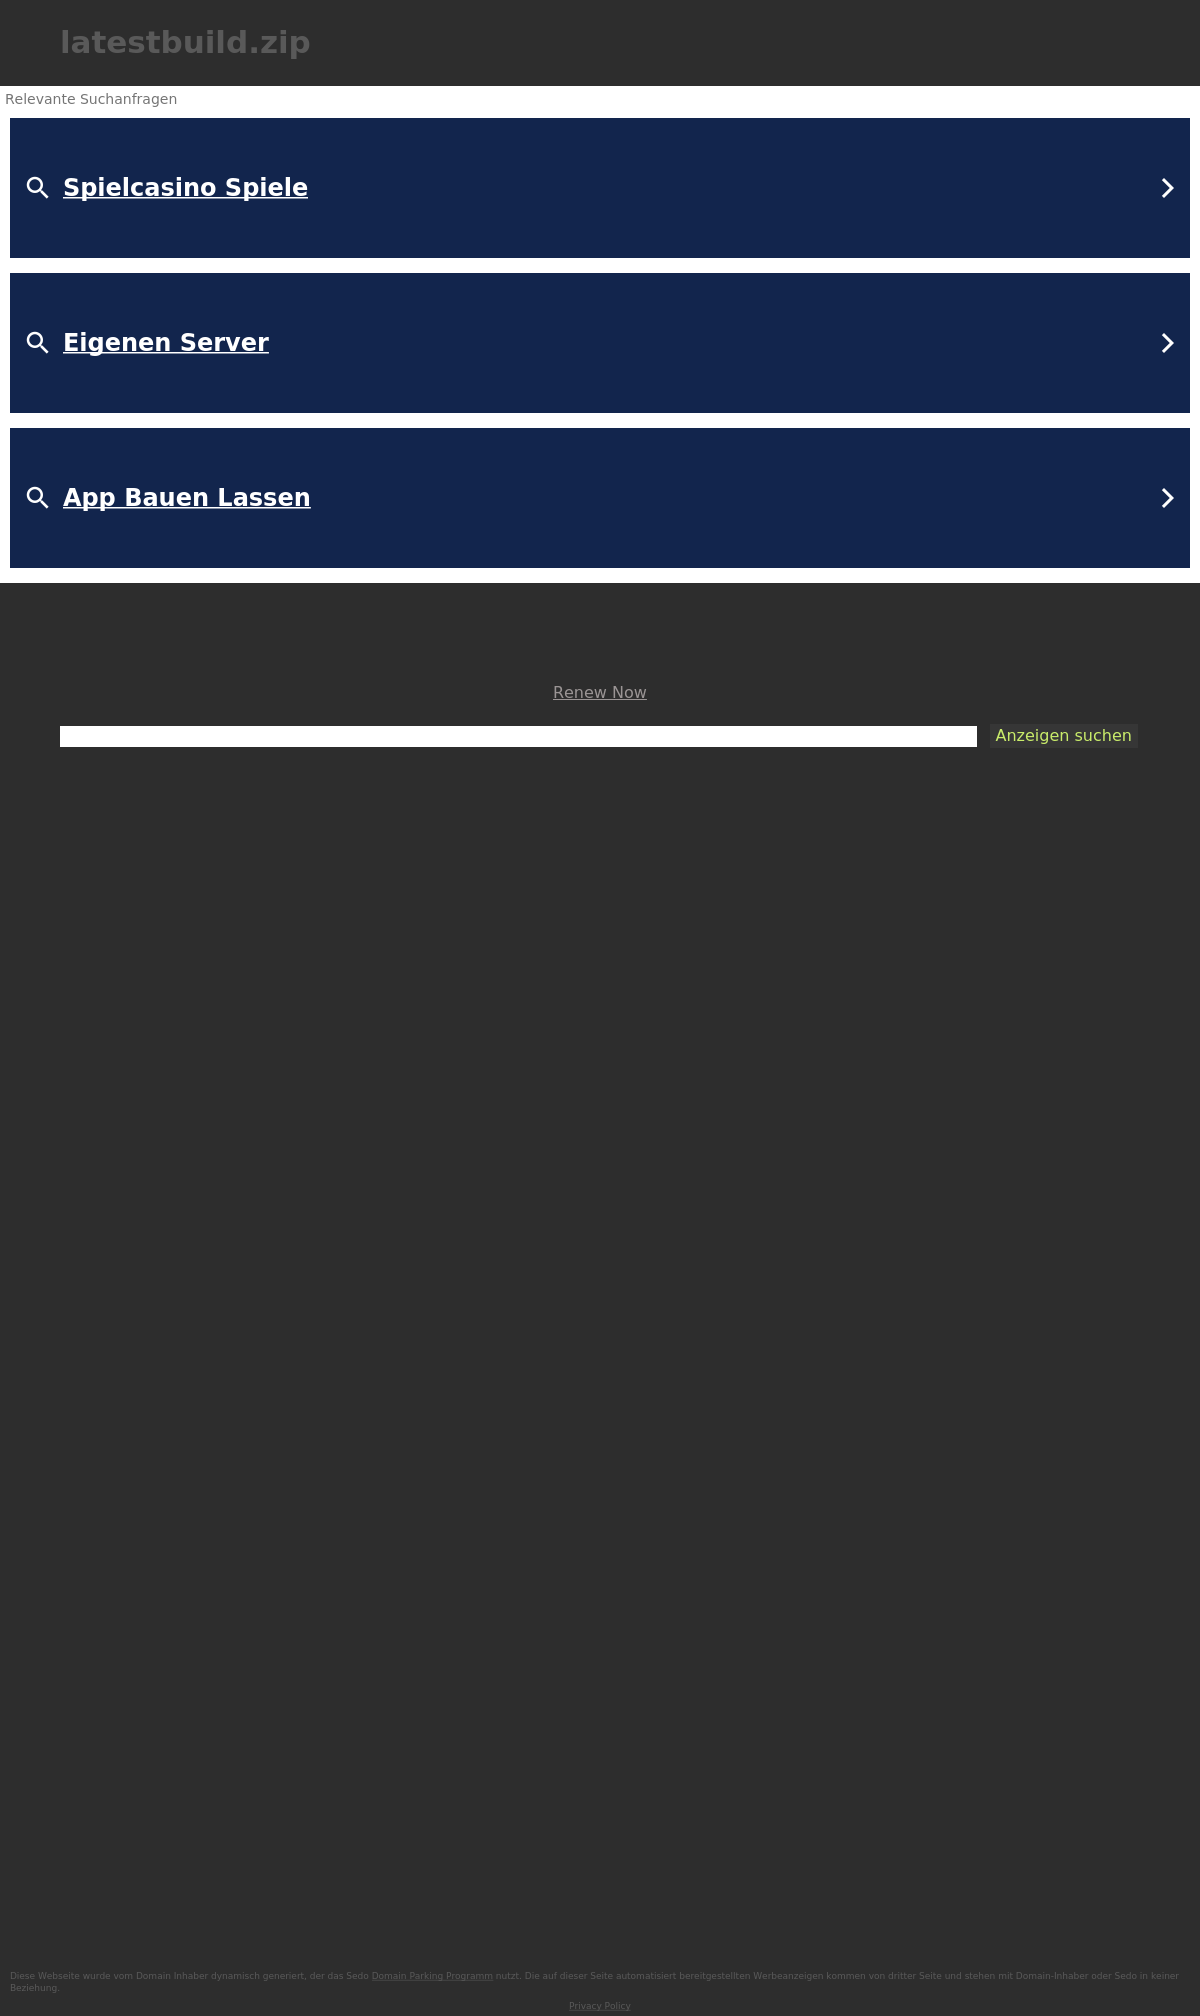 latestbuild.zip
Relevante Suchanfragen
Spielcasino Spiele
Eigenen Server
App Bauen Lassen
Renew Now
Anzeigen suchen
Diese Webseite wurde vom Domain Inhaber dynamisch generiert, der das Sedo Domain Parking Programm nutzt. Die auf dieser Seite automatisiert bereitgestellten Werbeanzeigen kommen von dritter Seite und stehen mit Domain-Inhaber oder Sedo in keiner
Beziehung.
Privacy Policy